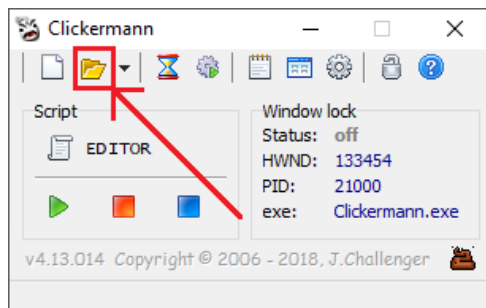 Clickermann
Script
EDITOR
Window lock
Status: off
HWND: 133454
PID: 21000
exe: Clickermann.exe
v4.13.014 Copyright © 2006 - 2018, J.Challenger